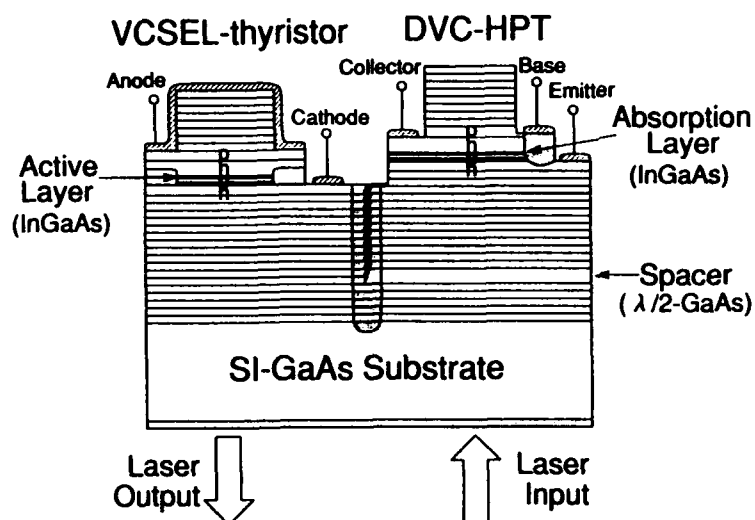 VCSEL-thyristor
DVC-HPT
Anode
Cathode
Collector
Base
Emitter
Absorption
Layer
(InGaAs)
Active
Layer
(InGaAs)
Spacer
( λ/2-GaAs)
SI-GaAs Substrate
Laser
Output
Laser
Input